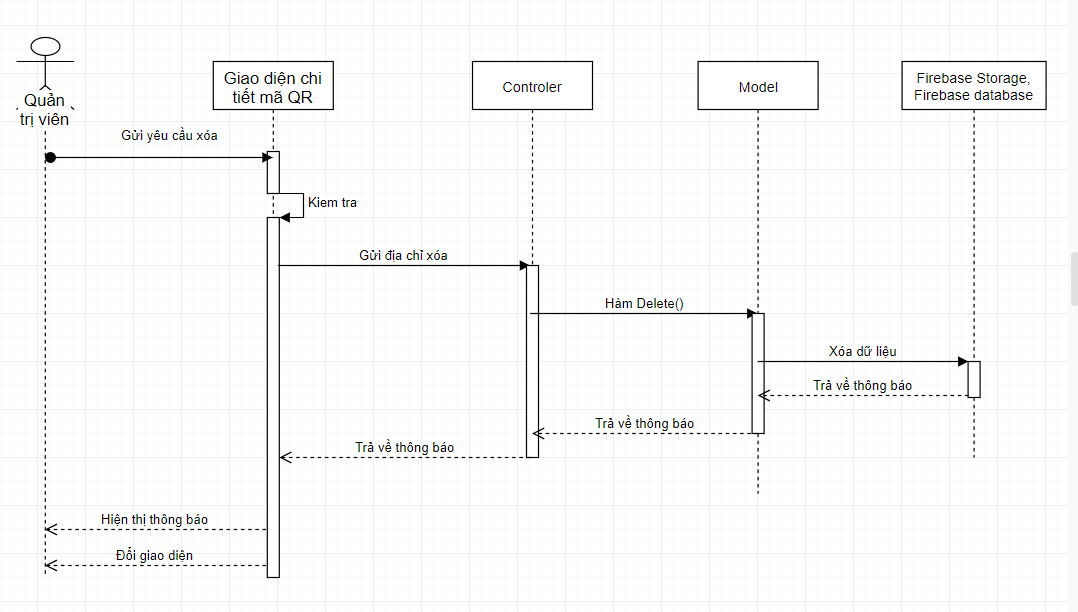 Quản
trị viên
Giao diện chi
tiết mã QR
Controler
Model
Firebase Storage,
Firebase database
Gửi yêu cầu xóa
Kiem tra
Gửi địa chỉ xóa
Hàm Delete()
Xóa dữ liệu
Trả về thông báo
Trả về thông báo
Trả về thông báo
Hiện thị thông báo
Đổi giao diện